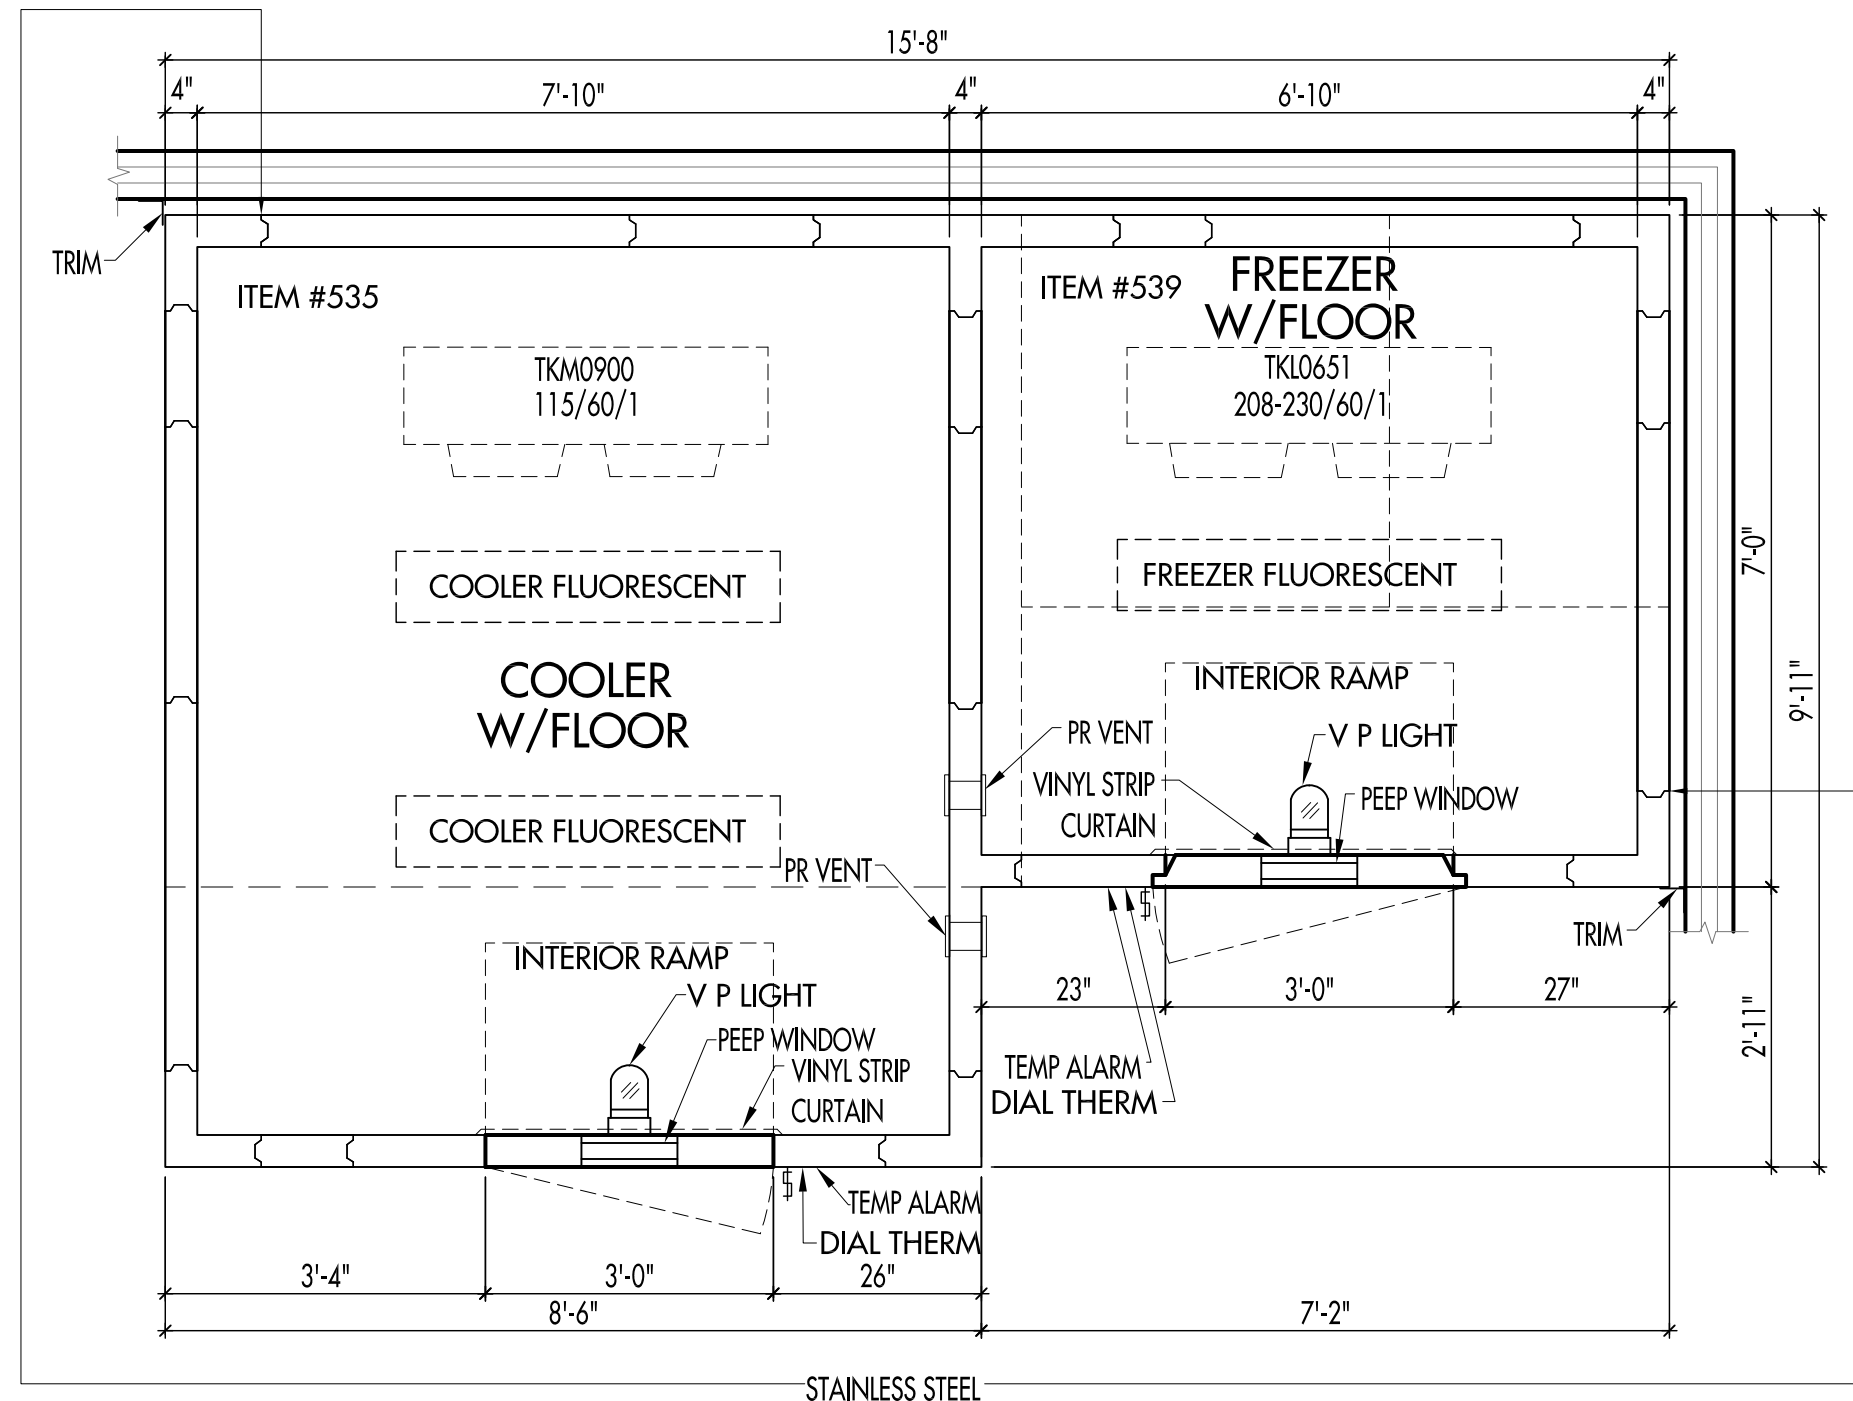 15'-8"
4" 7'-10" 4" 6'-10" 4"
TRIM
ITEM #535
ITEM #539
FREEZER
W/FLOOR
TKM0900
115/60/1
TKL0651
208-230/60/1
COOLER FLUORESCENT
FREEZER FLUORESCENT
7'-0"
9'-11"
COOLER
W/FLOOR
INTERIOR RAMP
PR VENT
V P LIGHT
VINYL STRIP
CURTAIN
PEEP WINDOW
COOLER FLUORESCENT
PR VENT
TRIM
INTERIOR RAMP
V P LIGHT
PEEP WINDOW
VINYL STRIP
CURTAIN
23" 3'-0" 27"
2'-11"
TEMP ALARM
DIAL THERM
TEMP ALARM
DIAL THERM
3'-4" 3'-0" 26"
8'-6" 7'-2"
STAINLESS STEEL